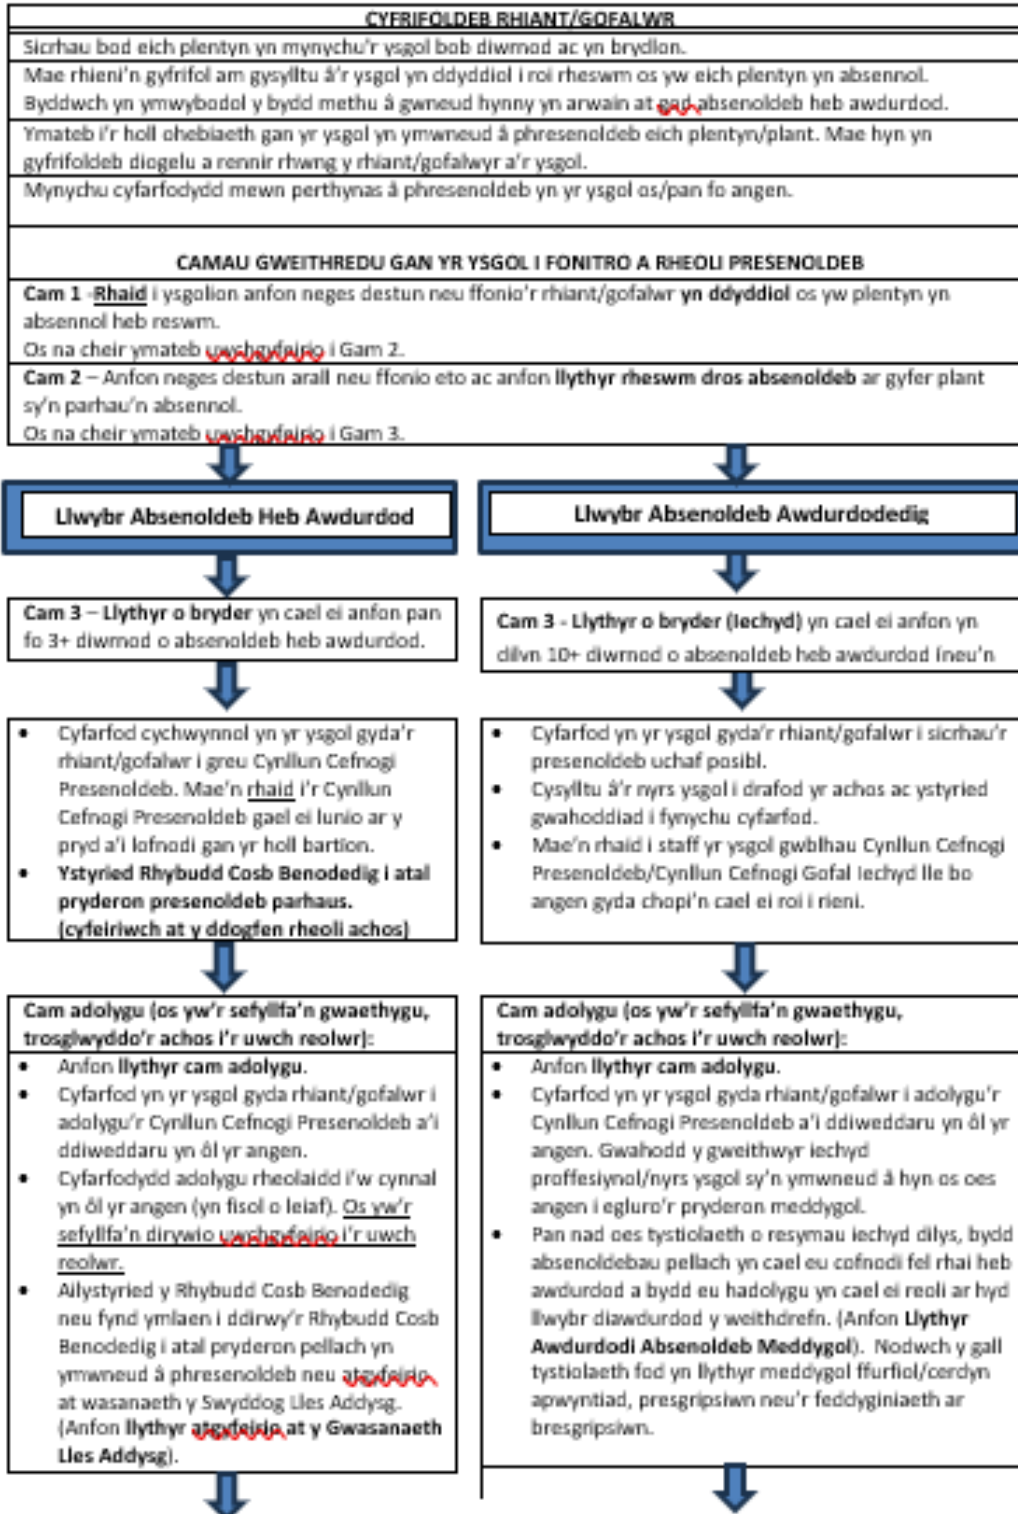 CYFRIFOLDEB RHIANT/GOFALWR
Sicrhau bod eich plentyn yn mynychu'r ysgol bob diwrnod ac yn brydlon.
Mae rhieni'n gyfrifol am gysylltu â'r ysgol yn ddyddiol i roi rheswm os yw eich plentyn yn absennol.
Byddwch yn ymwybodol y bydd methu â gwneud hynny yn arwain at god absenoldeb heb awdurdod.
Ymateb i'r holl ohebiaeth gan yr ysgol yn ymwneud â phresenoldeb eich plentyn/plant. Mae hyn yn
gyfrifoldeb diogelu a rennir rhwng y rhiant/gofalwyr a'r ysgol.
Mynychu cyfarfodydd mewn perthynas â phresenoldeb yn yr ysgol os/pan fo angen.
CAMAU GWEITHREDU GAN YR YSGOL I FONITRO A RHEOLI PRESENOLDEB
Cam 1 -Rhaid i ysgolion anfon neges destun neu ffonio'r rhiant/gofalwr yn ddyddiol os yw plentyn yn
absennol heb reswm.
Os na cheir ymateb uwchgyfeirio i Gam 2.
Cam 2 – Anfon neges destun arall neu ffonio eto ac anfon llythyr rheswm dros absenoldeb ar gyfer plant
sy'n parhau'n absennol.
Os na cheir ymateb uwchgyfeirio i Gam 3.
Llwybr Absenoldeb Heb Awdurdod
Cam 3 – Llythyr o bryder yn cael ei anfon pan
fo 3+ diwrnod o absenoldeb heb awdurdod.
• Cyfarfod cychwynnol yn yr ysgol gyda'r
rhiant/gofalwr i greu Cynllun Cefnogi
Presenoldeb. Mae'n rhaid i'r Cynllun
Cefnogi Presenoldeb gael ei lunio ar y
pryd a'i lofnodi gan yr holl bartïon.
• Ystyried Rhybudd Cosb Benodedig i atal
pryderon presenoldeb parhaus.
(cyfeiriwch at y ddogfen rheoli achos)
Cam adolygu (os yw'r sefyllfa'n gwaethygu,
trosglwyddo'r achos i'r uwch reolwr):
• Anfon llythyr cam adolygu.
• Cyfarfod yn yr ysgol gyda rhiant/gofalwr i
adolygu'r Cynllun Cefnogi Presenoldeb a'i
ddiweddaru yn ôl yr angen.
• Cyfarfodydd adolygu rheolaidd i'w cynnal
yn ôl yr angen (yn fisol o leiaf). Os yw'r
sefyllfa'n dirywio uwchgyfeirio i'r uwch
reolwr.
• Ailystyried y Rhybudd Cosb Benodedig
neu fynd ymlaen i ddirwy'r Rhybudd Cosb
Benodedig i atal pryderon pellach yn
ymwneud â phresenoldeb neu atgyfeirio
at wasanaeth y Swyddog Lles Addysg.
(Anfon llythyr atgyfeirio at y Gwasanaeth
Lles Addysg).
Llwybr Absenoldeb Awdurdodedig
Cam 3 - Llythyr o bryder (Iechyd) yn cael ei anfon yn
dilyn 10+ diwrnod o absenoldeb heb awdurdod (neu'n
• Cyfarfod yn yr ysgol gyda'r rhiant/gofalwr i sicrhau'r
presenoldeb uchaf posibl.
• Cysylltu â'r nyrs ysgol i drafod yr achos ac ystyried
gwahoddiad i fynychu cyfarfod.
• Mae'n rhaid i staff yr ysgol gwblhau Cynllun Cefnogi
Presenoldeb/Cynllun Cefnogi Gofal Iechyd lle bo
angen gyda chopi'n cael ei roi i rieni.
Cam adolygu (os yw'r sefyllfa'n gwaethygu,
trosglwyddo'r achos i'r uwch reolwr):
• Anfon llythyr cam adolygu.
• Cyfarfod yn yr ysgol gyda rhiant/gofalwr i adolygu'r
Cynllun Cefnogi Presenoldeb a'i ddiweddaru yn ôl yr
angen. Gwahodd y gweithwyr iechyd
proffesiynol/nyrs ysgol sy'n ymwneud â hyn os oes
angen i egluro'r pryderon meddygol.
• Pan nad oes tystiolaeth o resymau iechyd dilys, bydd
absenoldebau pellach yn cael eu cofnodi fel rhai heb
awdurdod a bydd eu hadolygu yn cael ei reoli ar hyd
llwybr diawdurdod y weithdrefn. (Anfon Llythyr
Awdurdodi Absenoldeb Meddygol). Nodwch y gall
tystiolaeth fod yn llythyr meddygol ffurfiol/cerdyn
apwyntiad, presgripsiwn neu'r feddyginiaeth ar
bresgripsiwn.